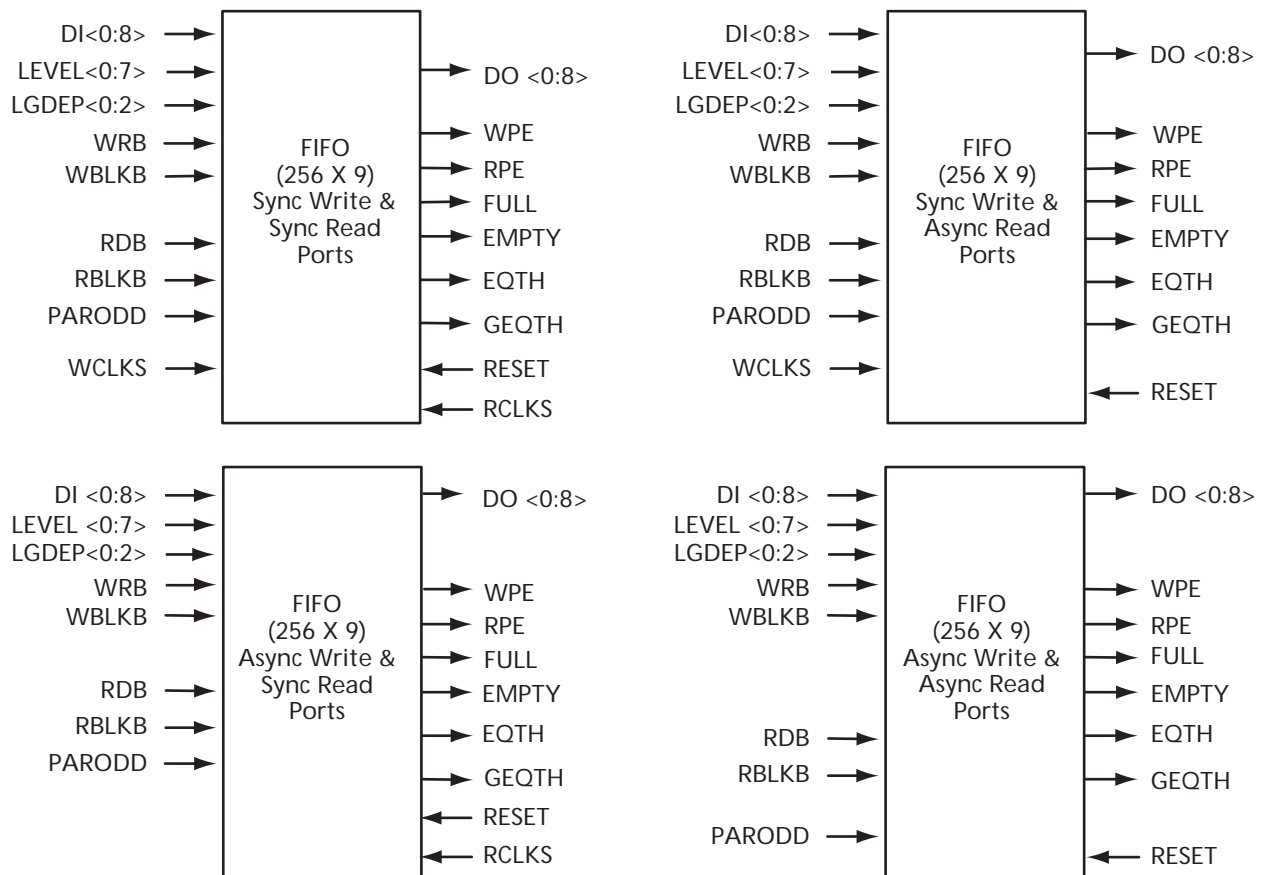 DI<0:8>
LEVEL<0:7>
LGDEP<0:2>
WRB
WBLKB
RDB
RBLKB
PARODD
WCLKS
FIFO
(256 X 9)
Sync Write &
Sync Read
Ports
DO <0:8>
WPE
RPE
FULL
EMPTY
EQTH
GEQTH
RESET
RCLKS
DI<0:8>
LEVEL<0:7>
LGDEP<0:2>
WRB
WBLKB
RDB
RBLKB
PARODD
WCLKS
FIFO
(256 X 9)
Sync Write &
Async Read
Ports
DO <0:8>
WPE
RPE
FULL
EMPTY
EQTH
GEQTH
RESET
DI <0:8>
LEVEL <0:7>
LGDEP<0:2>
WRB
WBLKB
RDB
RBLKB
PARODD
FIFO
(256 X 9)
Async Write &
Sync Read
Ports
DO <0:8>
WPE
RPE
FULL
EMPTY
EQTH
GEQTH
RESET
RCLKS
DI <0:8>
LEVEL <0:7>
LGDEP<0:2>
WRB
WBLKB
RDB
RBLKB
PARODD
FIFO
(256 X 9)
Async Write &
Async Read
Ports
DO <0:8>
WPE
RPE
FULL
EMPTY
EQTH
GEQTH
RESET